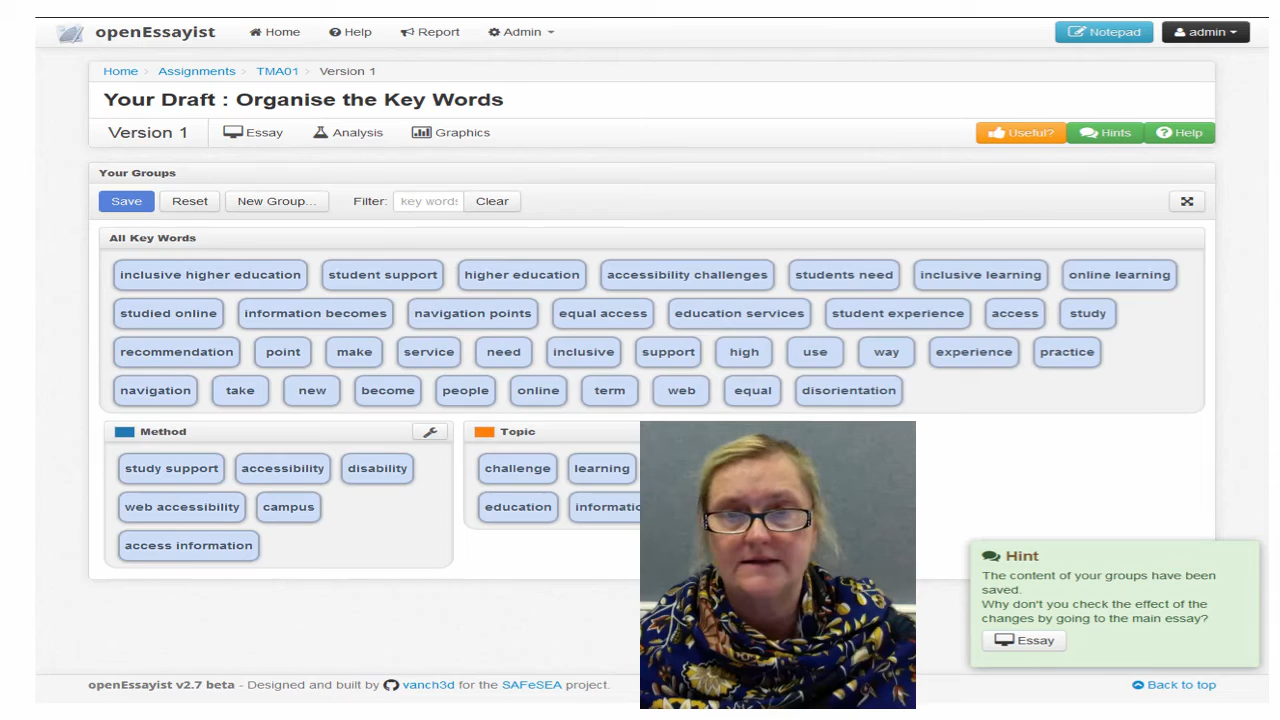 openEssayist Home Help Report Admin Notepad admin
Home > Assignments > TMA01 > Version 1
Your Draft : Organise the Key Words
Version 1 Essay Analysis Graphics Useful? Hints Help
Your Groups
Save Reset New Group... Filter: key words Clear
All Key Words
inclusive higher education student support higher education accessibility challenges students need inclusive learning online learning
studied online information becomes navigation points equal access education services student experience access study
recommendation point make service need inclusive support high use way experience practice
navigation take new become people online term web equal disorientation
Method
study support accessibility disability
web accessibility campus
access information
Topic
challenge learning
education
Hint
The content of your groups have been
saved.
Why don't you check the effect of the
changes by going to the main essay?
Essay
openEssayist v2.7 beta - Designed and built by vanch3d for the SAFeSEA project.
Back to top